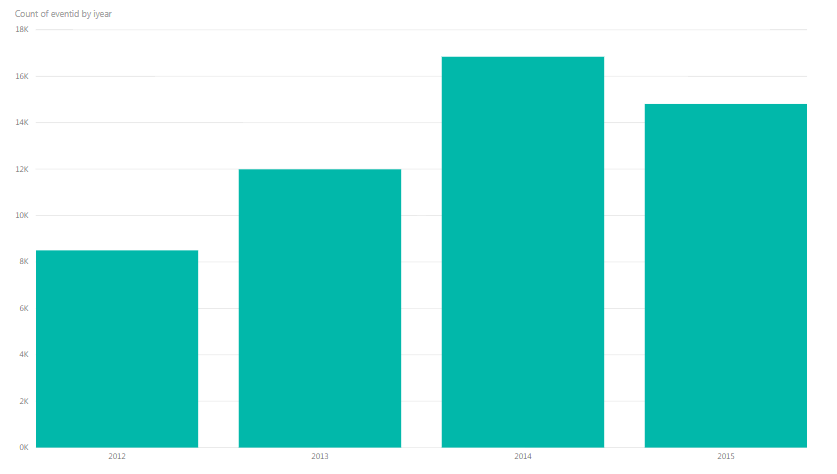 Count of eventid by iyear
18K
16K
14K
12K
10K
8K
6K
4K
2K
0K
2012 2013 2014 2015